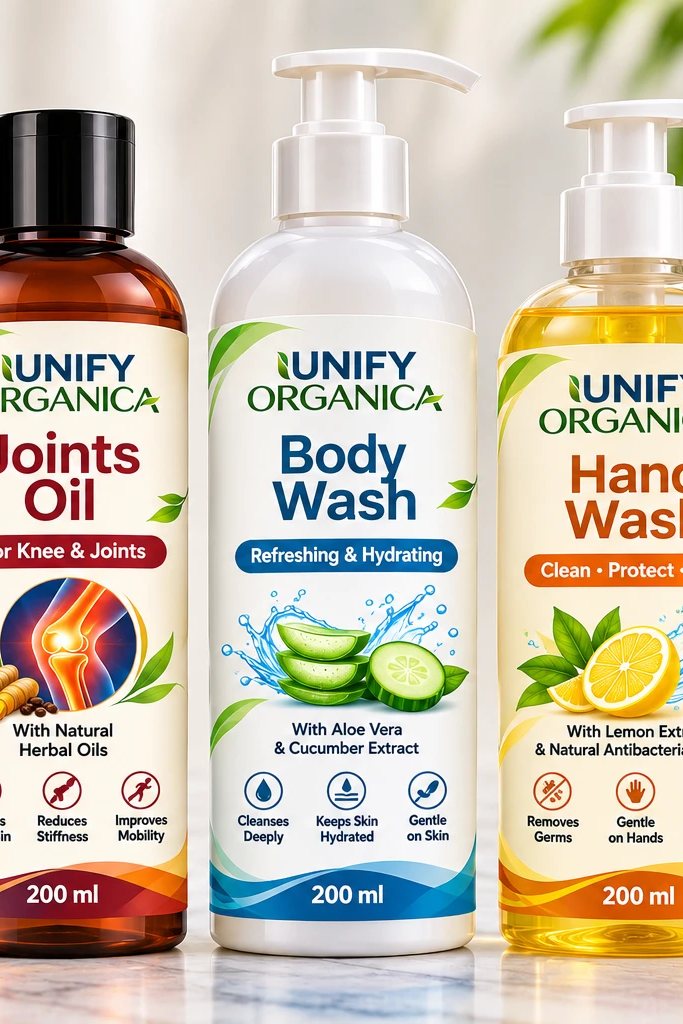 UNIFY
RGANICA
Joints
Oil
or Knee & Joints
With Natural
Herbal Oils
Reduces
Stiffness
Improves
Mobility
200 ml
UNIFY
ORGANICA
Body
Wash
Refreshing & Hydrating
With Aloe Vera
& Cucumber Extract
Cleanses
Deeply
Keeps Skin
Hydrated
Gentle
on Skin
200 ml
UNIFY
ORGANI
Hand
Wash
Clean • Protect •
With Lemon Extr
& Natural Antibacteria
Removes
Germs
Gentle
on Hands
200 ml